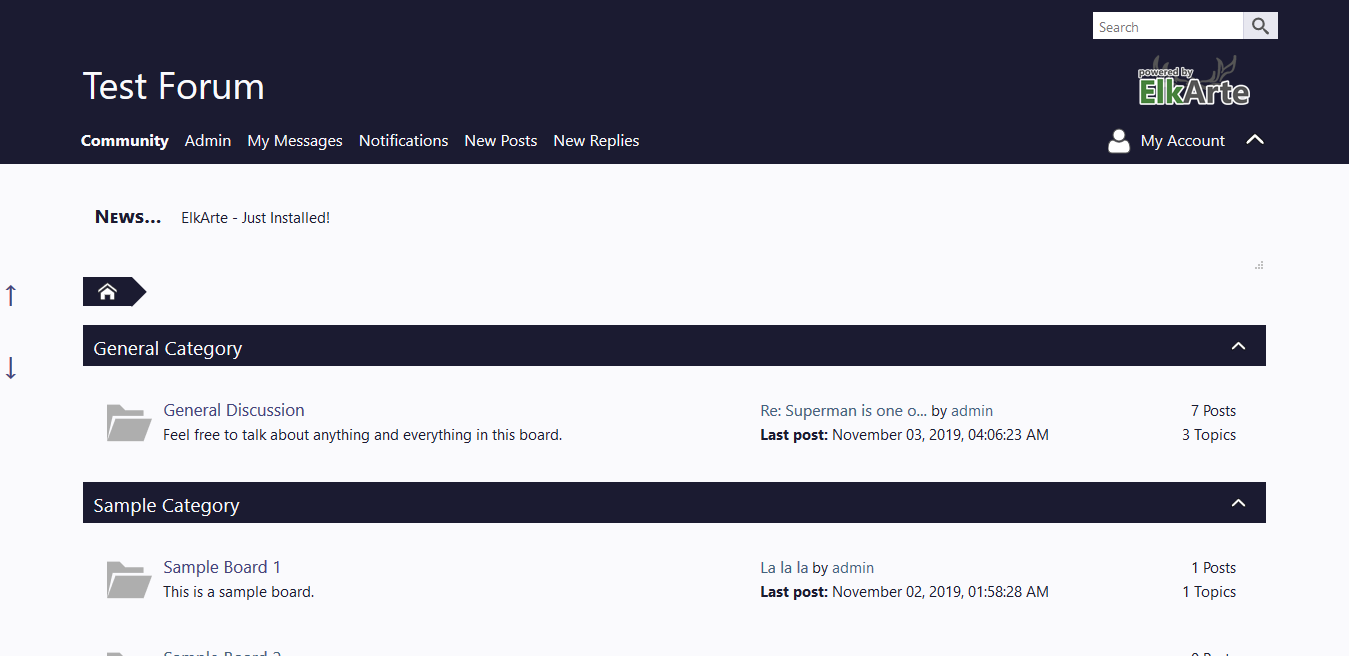 Search
Test Forum
powered by
ElkArte
Community Admin My Messages Notifications New Posts New Replies My Account
News... ElkArte - Just Installed!
General Category
General Discussion Re: Superman is one o... by admin 7 Posts
Feel free to talk about anything and everything in this board. Last post: November 03, 2019, 04:06:23 AM 3 Topics
Sample Category
Sample Board 1 La la la by admin 1 Posts
This is a sample board. Last post: November 02, 2019, 01:58:28 AM 1 Topics
Sample Board 2